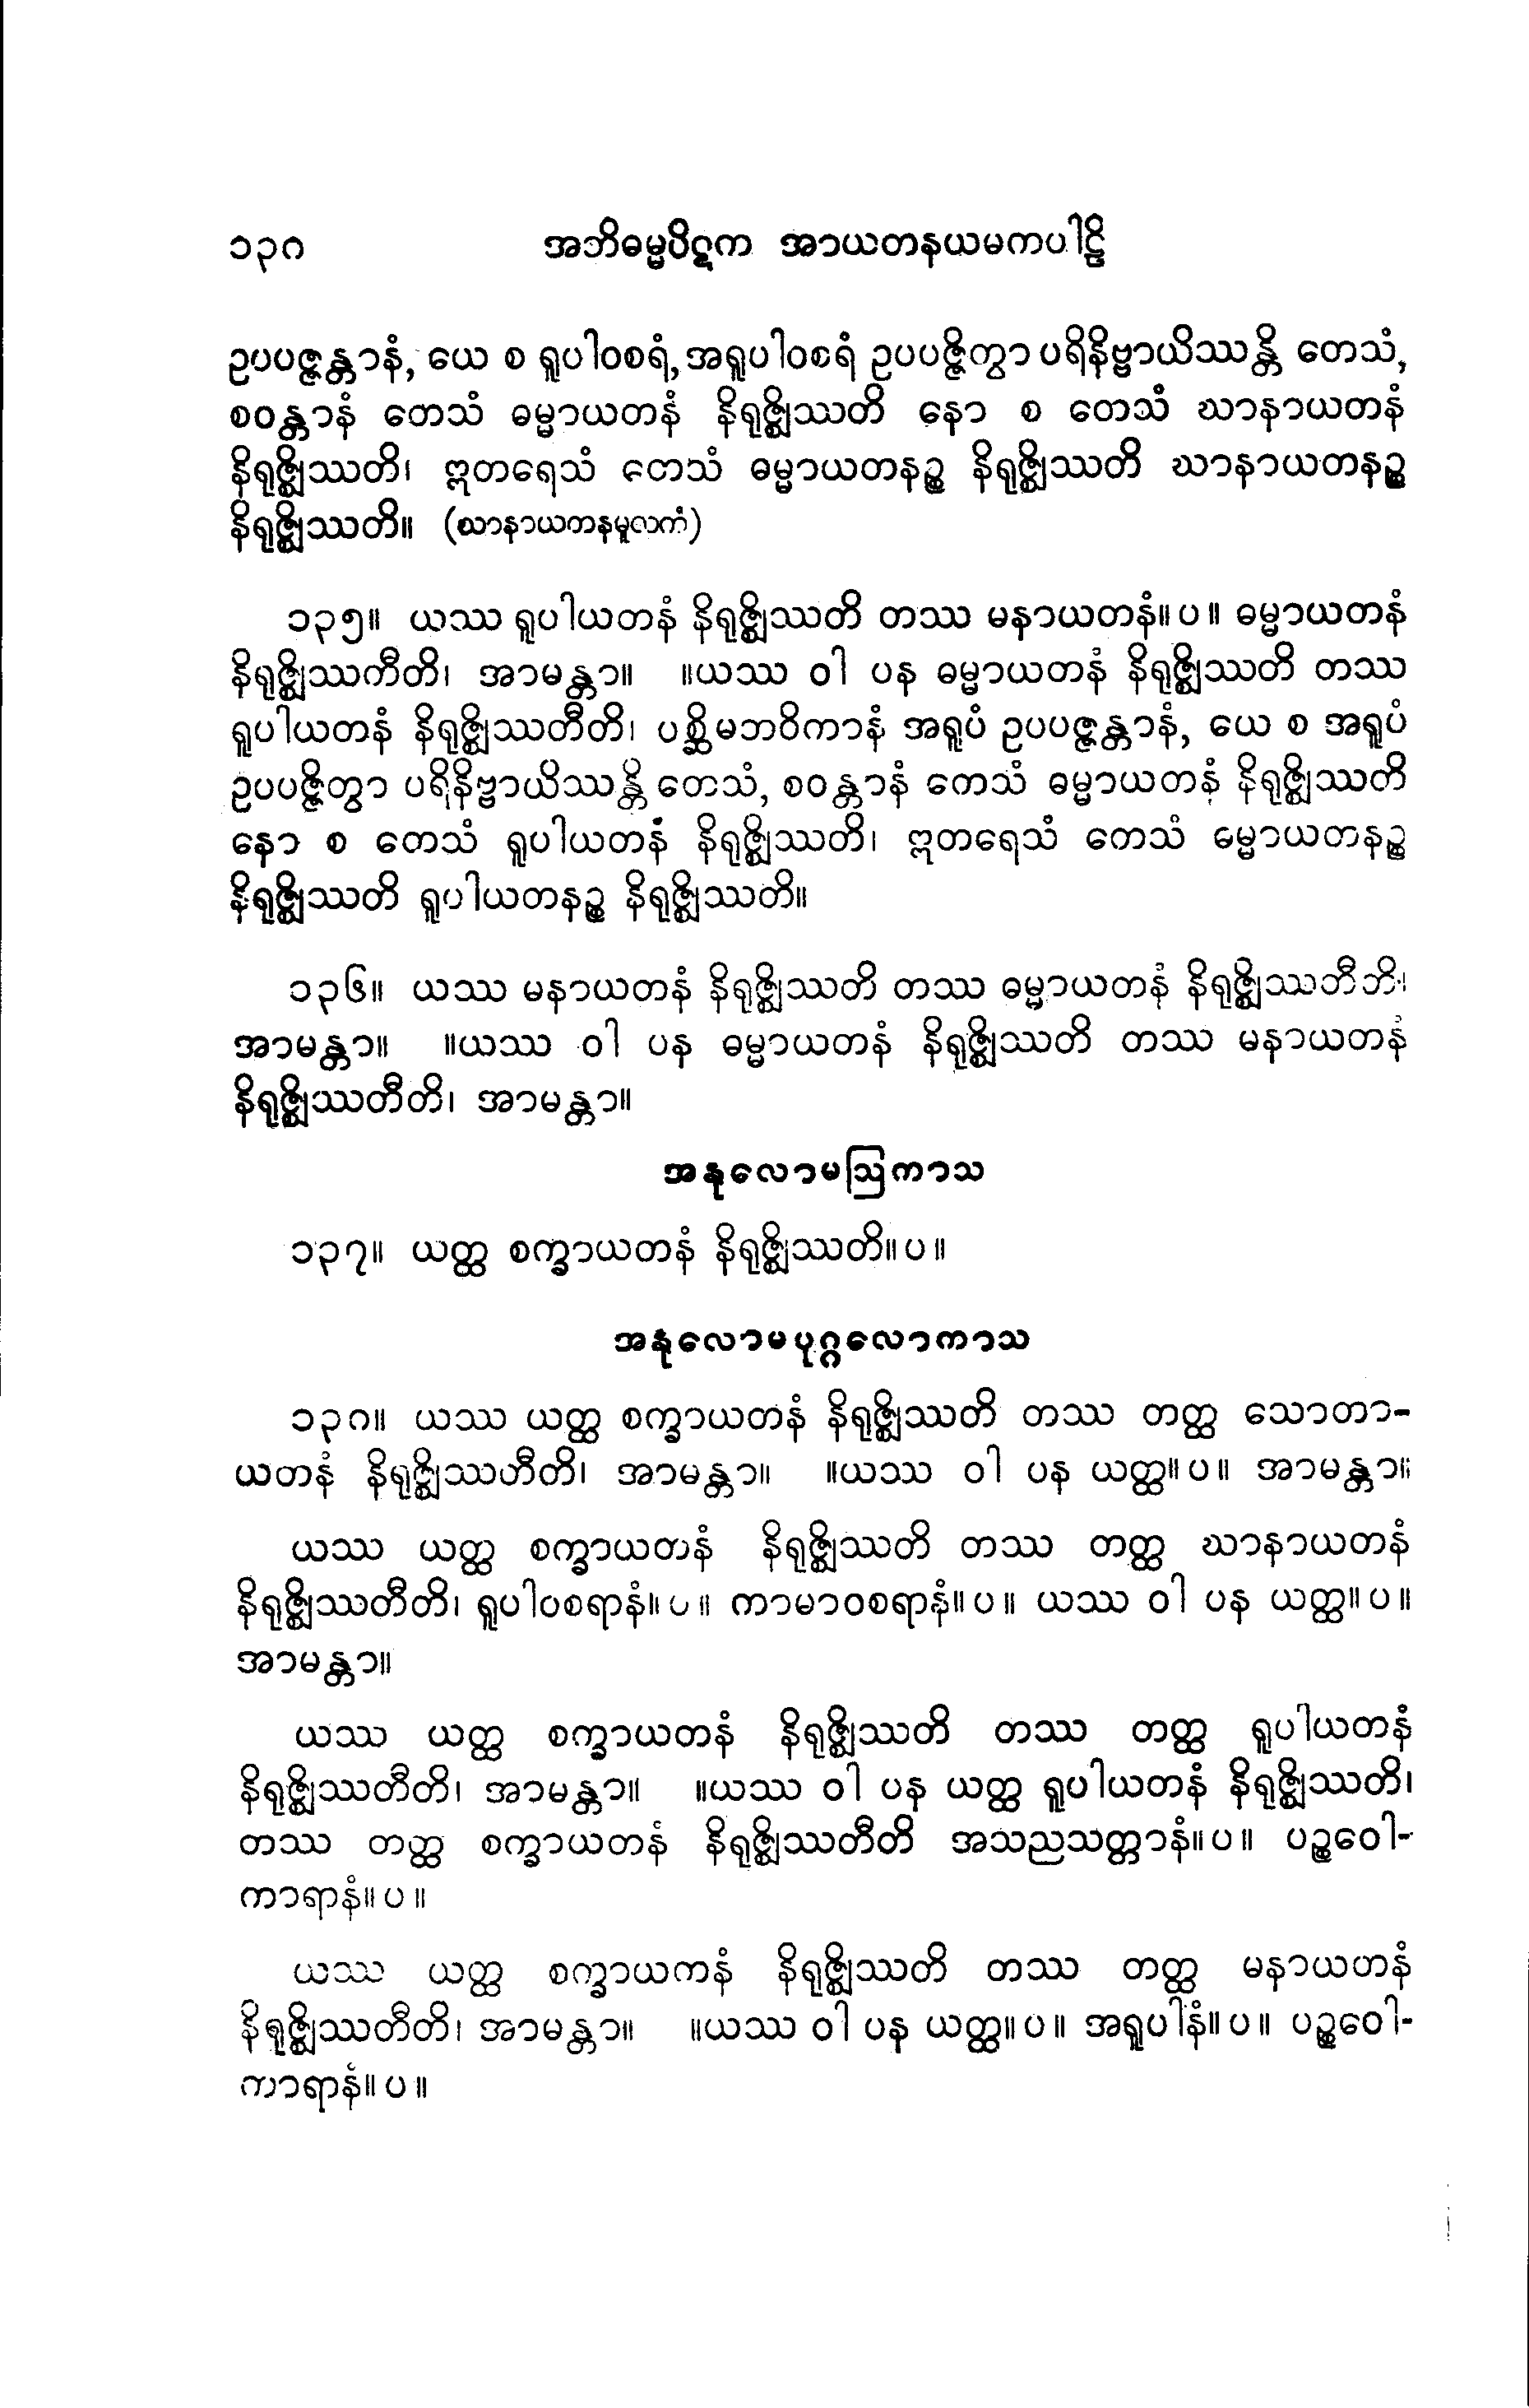 ၁၃၈ အဘိဓမ္မပိဋက အာယတနယမကပါဠိ
ဥပပဇ္ဇန္တာနံ, ယေ စ ရူပါဝစရံ, အရူပါဝစရံ ဥပပဇ္ဇိတွာ ပရိနိဗ္ဗာယိဿန္တိ တေသံ,
စဝန္တာနံ တေသံ ဓမ္မာယတနံ နိရုဇ္ဈိဿတိ နော စ တေသံ ဃာနာယတနံ
နိရုဇ္ဈိဿတိ၊ ဣတရေသံ တေသံ ဓမ္မာယတနဉ္စ နိရုဇ္ဈိဿတိ ဃာနာယတနဉ္စ
နိရုဇ္ဈိဿတိ။ (ဃာနာယတနမူလကံ)
၁၃၅။ ယဿ ရူပါယတနံ နိရုဇ္ဈိဿတိ တဿ မနာယတနံ။ပ။ ဓမ္မာယတနံ
နိရုဇ္ဈိဿတီတိ၊ အာမန္တာ။ ။ယဿ ဝါ ပန ဓမ္မာယတနံ နိရုဇ္ဈိဿတိ တဿ
ရူပါယတနံ နိရုဇ္ဈိဿတီတိ၊ ပစ္ဆိမဘဝိကာနံ အရူပံ ဥပပဇ္ဇန္တာနံ, ယေ စ အရူပံ
ဥပပဇ္ဇိတွာ ပရိနိဗ္ဗာယိဿန္တိ တေသံ, စဝန္တာနံ တေသံ ဓမ္မာယတနံ နိရုဇ္ဈိဿတိ
နော စ တေသံ ရူပါယတနံ နိရုဇ္ဈိဿတိ၊ ဣတရေသံ တေသံ ဓမ္မာယတနဉ္စ
နိရုဇ္ဈိဿတိ ရူပါယတနဉ္စ နိရုဇ္ဈိဿတိ။
၁၃၆။ ယဿ မနာယတနံ နိရုဇ္ဈိဿတိ တဿ ဓမ္မာယတနံ နိရုဇ္ဈိဿတီတိ၊
အာမန္တာ။ ။ယဿ ဝါ ပန ဓမ္မာယတနံ နိရုဇ္ဈိဿတိ တဿ မနာယတနံ
နိရုဇ္ဈိဿတီတိ၊ အာမန္တာ။
အနုလောမဩကာသ
၁၃၇။ ယတ္ထ စက္ခာယတနံ နိရုဇ္ဈိဿတိ။ပ။
အနုလောမပုဂ္ဂလောကာသ
၁၃၈။ ယဿ ယတ္ထ စက္ခာယတနံ နိရုဇ္ဈိဿတိ တဿ တတ္ထ သောတာ-
ယတနံ နိရုဇ္ဈိဿတီတိ၊ အာမန္တာ။ ။ယဿ ဝါ ပန ယတ္ထ။ပ။ အာမန္တာ။
ယဿ ယတ္ထ စက္ခာယတနံ နိရုဇ္ဈိဿတိ တဿ တတ္ထ ဃာနာယတနံ
နိရုဇ္ဈိဿတီတိ၊ ရူပါဝစရာနံ။ပ။ ကာမာဝစရာနံ။ပ။ ယဿ ဝါ ပန ယတ္ထ။ပ။
အာမန္တာ။
ယဿ ယတ္ထ စက္ခာယတနံ နိရုဇ္ဈိဿတိ တဿ တတ္ထ ရူပါယတနံ
နိရုဇ္ဈိဿတီတိ၊ အာမန္တာ။ ။ယဿ ဝါ ပန ယတ္ထ ရူပါယတနံ နိရုဇ္ဈိဿတိ၊
တဿ တတ္ထ စက္ခာယတနံ နိရုဇ္ဈိဿတီတိ အသညသတ္တာနံ။ပ။ ပဉ္စဝေါ-
ကာရာနံ။ပ။
ယဿ ယတ္ထ စက္ခာယတနံ နိရုဇ္ဈိဿတိ တဿ တတ္ထ မနာယတနံ
နိရုဇ္ဈိဿတီတိ၊ အာမန္တာ။ ။ယဿ ဝါ ပန ယတ္ထ။ပ။ အရူပါနံ။ပ။ ပဉ္စဝေါ-
ကာရာနံ။ပ။